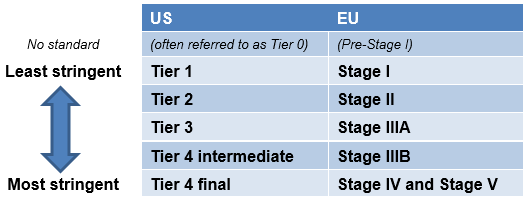 US EU
No standard (often referred to as Tier 0) (Pre-Stage I)
Least stringent Tier 1 Stage I
Tier 2 Stage II
Tier 3 Stage IIIA
Tier 4 intermediate Stage IIIB
Most stringent Tier 4 final Stage IV and Stage V